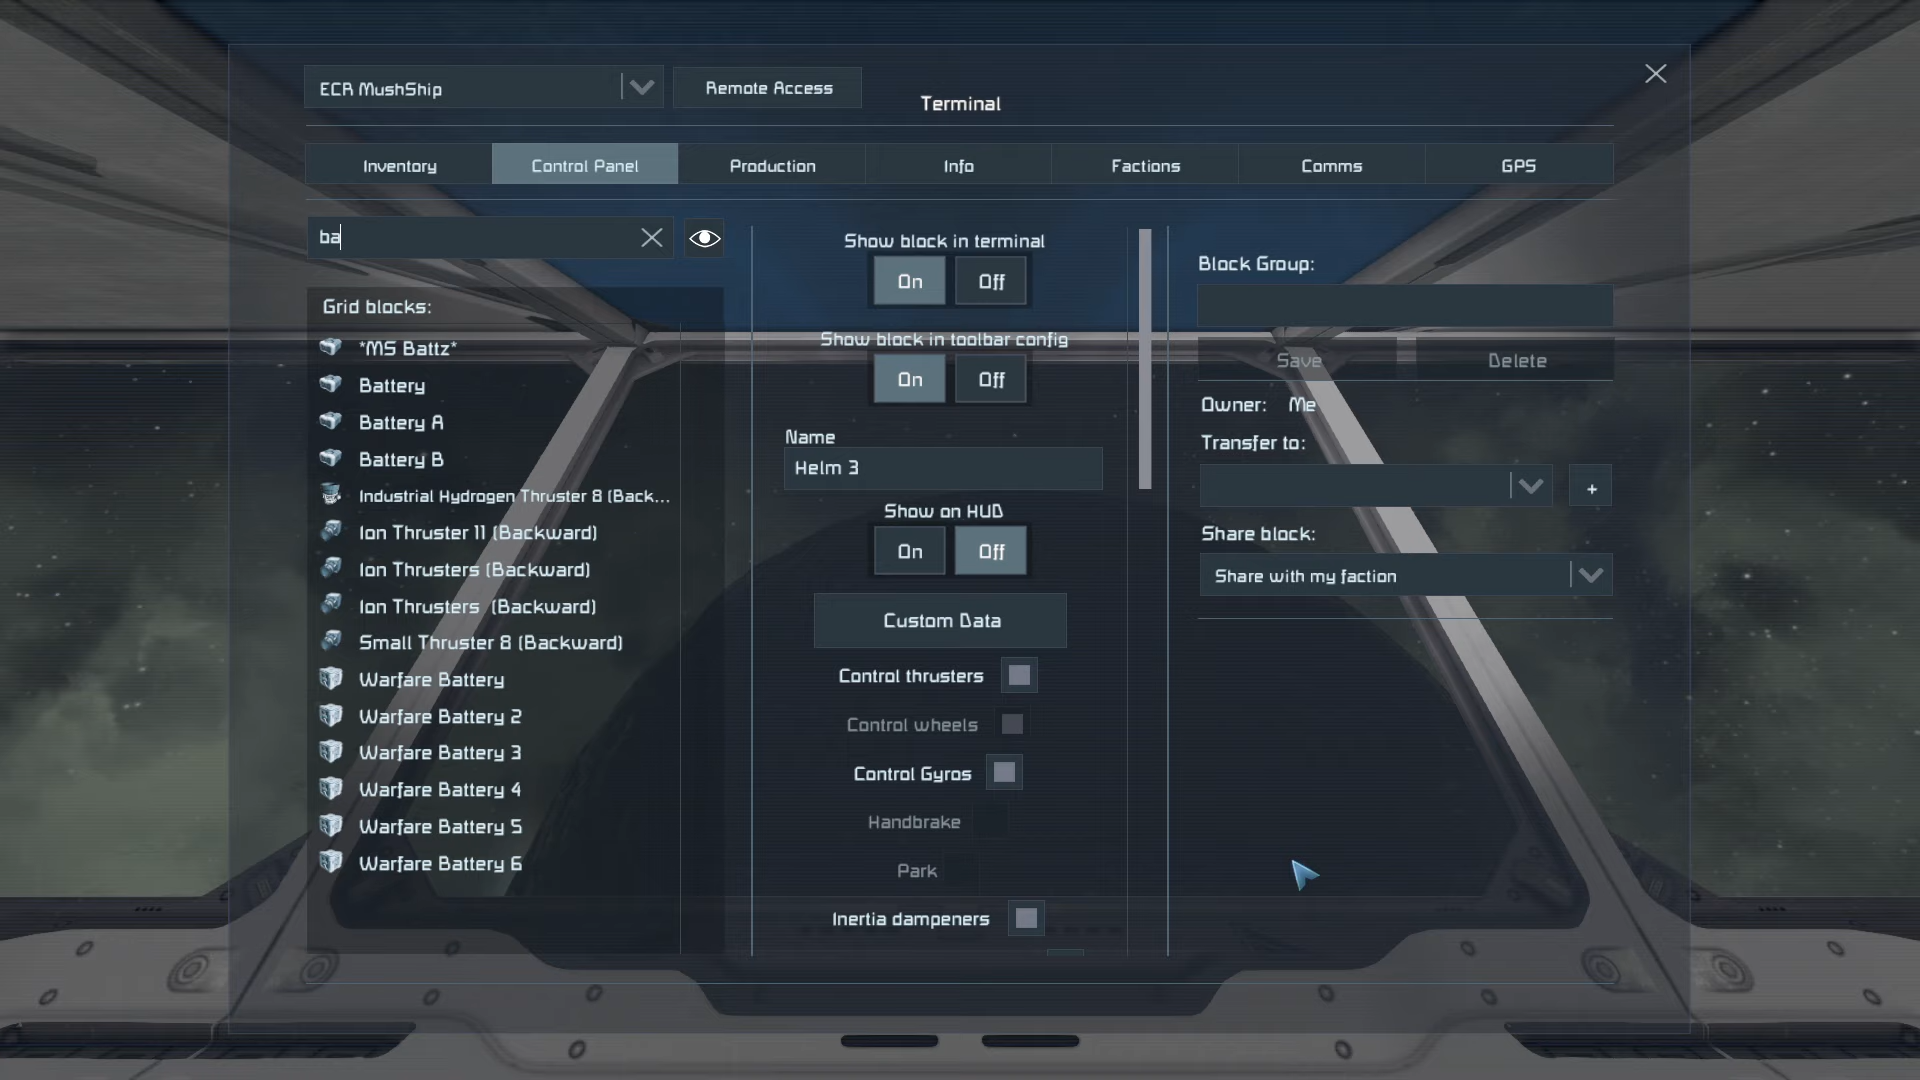 ECR MushShip
Remote Access
Terminal
Inventory
Control Panel
Production
Info
Factions
Comms
GPS
ba
Grid blocks:
*MS Battz*
Battery
Battery A
Battery B
Industrial Hydrogen Thruster 8 (Back...
Ion Thruster 11 (Backward)
Ion Thrusters (Backward)
Ion Thrusters  (Backward)
Small Thruster 8 (Backward)
Warfare Battery
Warfare Battery 2
Warfare Battery 3
Warfare Battery 4
Warfare Battery 5
Warfare Battery 6
Show block in terminal
On
Off
Show block in toolbar config
On
Off
Name
Helm 3
Show on HUD
On
Off
Custom Data
Control thrusters
Control wheels
Control Gyros
Handbrake
Park
Inertia dampeners
Block Group:
Save
Delete
Owner: Me
Transfer to:
+
Share block:
Share with my faction